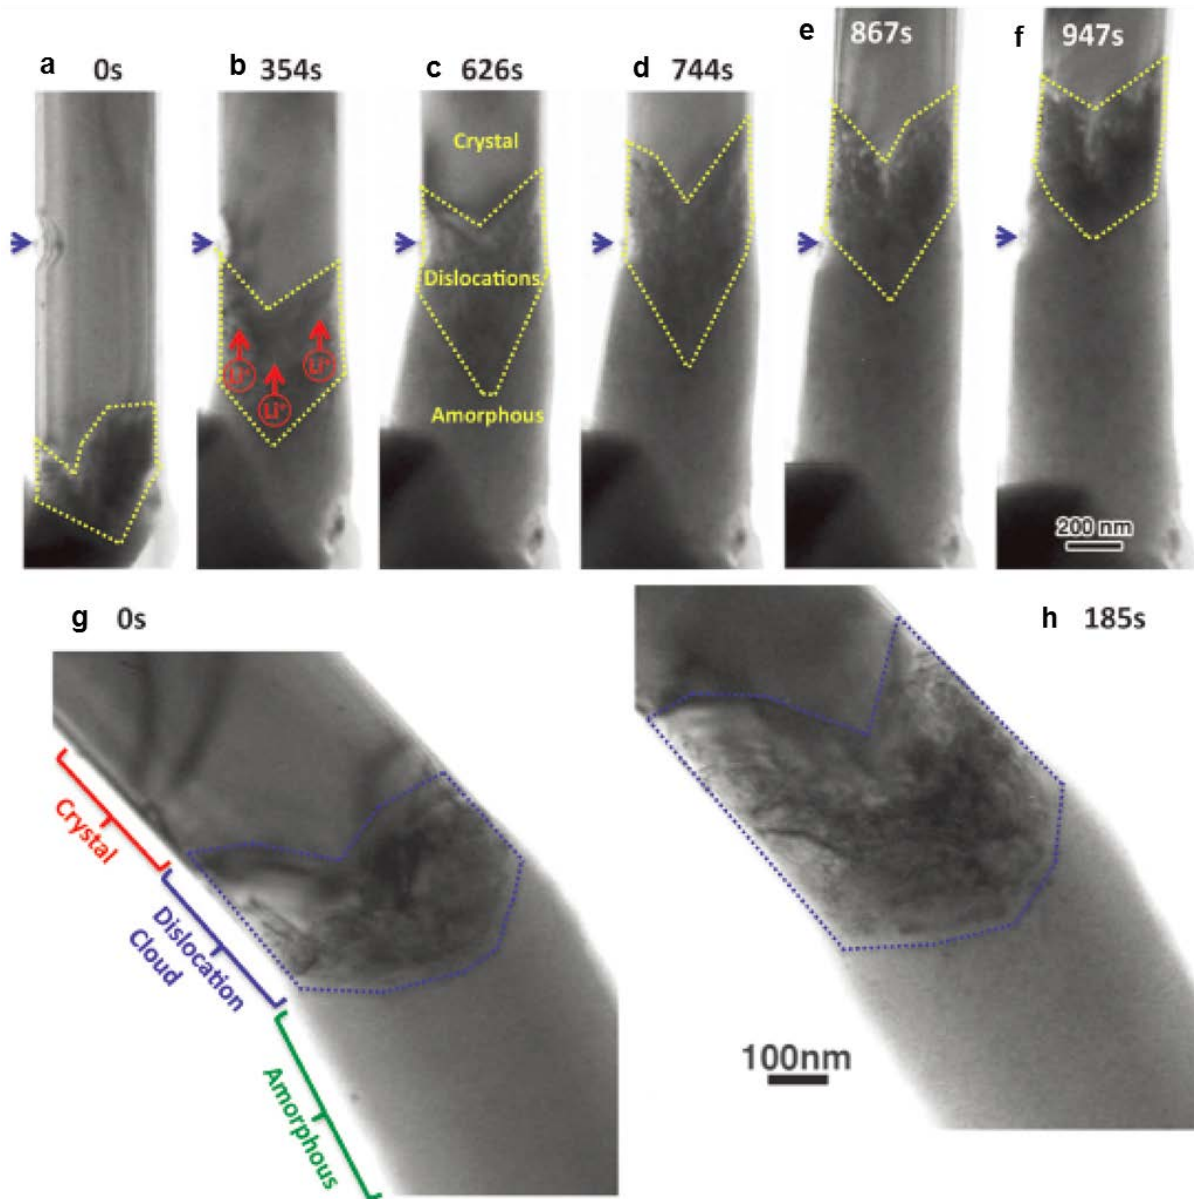 a 0s
b 354s
c 626s
d 744s
e 867s
f 947s
Crystal
Dislocations
Amorphous
Li⁺
Li⁺
Li⁺
200 nm
g 0s
h 185s
Crystal
Dislocation
Cloud
Amorphous
100nm